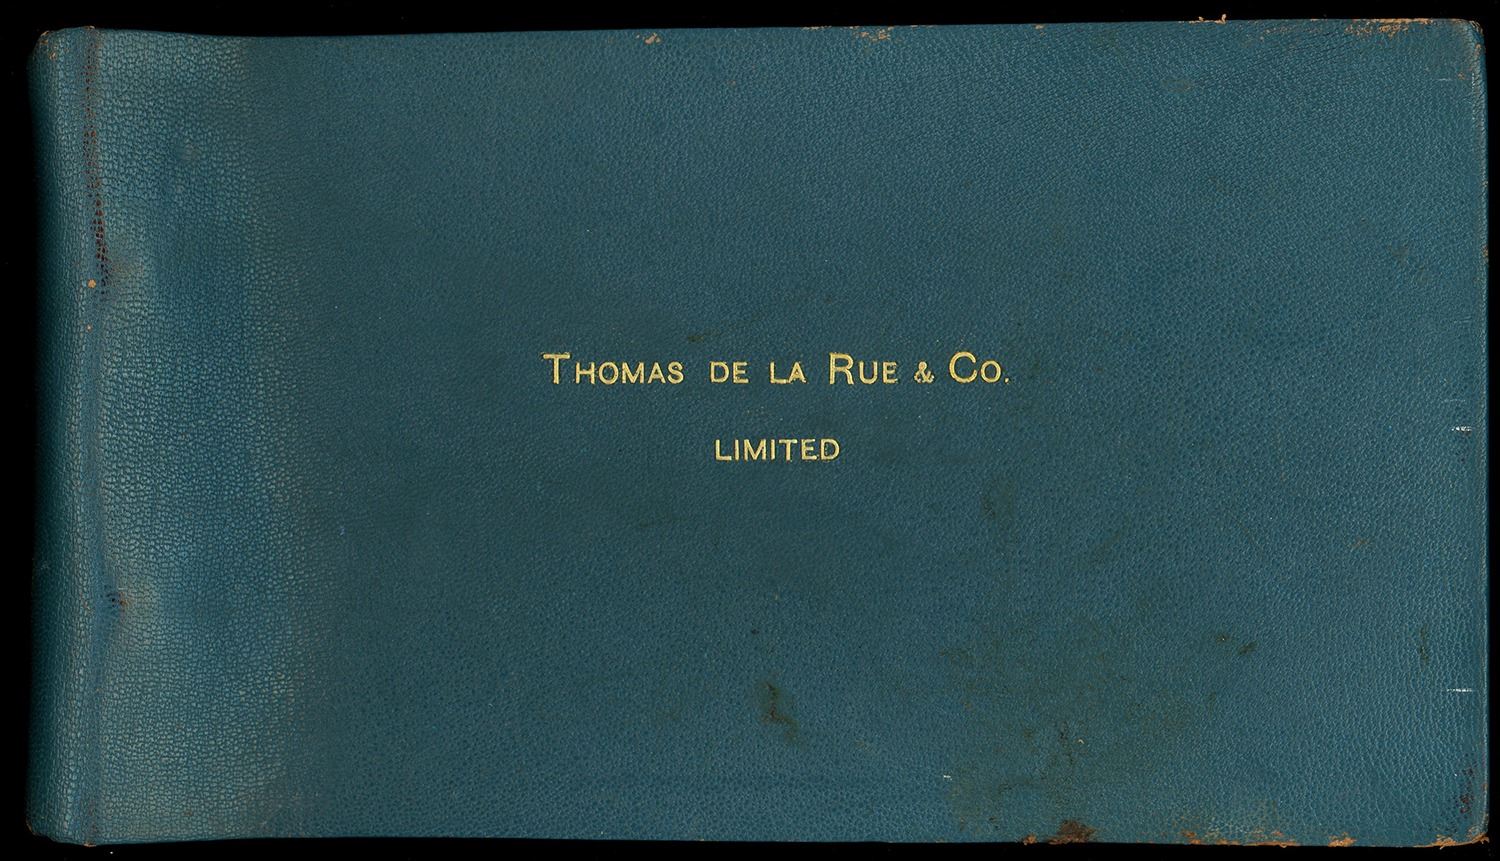 Thomas de la Rue & Co.
Limited